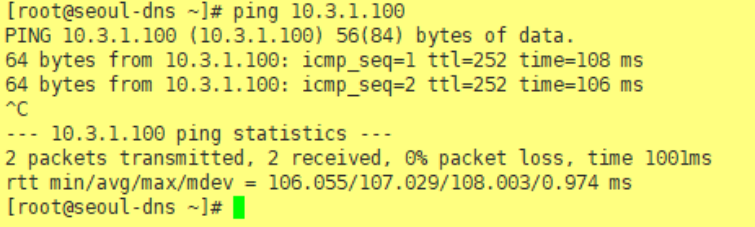 [root@seoul-dns ~]# ping 10.3.1.100
PING 10.3.1.100 (10.3.1.100) 56(84) bytes of data.
64 bytes from 10.3.1.100: icmp_seq=1 ttl=252 time=108 ms
64 bytes from 10.3.1.100: icmp_seq=2 ttl=252 time=106 ms
^C
--- 10.3.1.100 ping statistics ---
2 packets transmitted, 2 received, 0% packet loss, time 1001ms
rtt min/avg/max/mdev = 106.055/107.029/108.003/0.974 ms
[root@seoul-dns ~]#